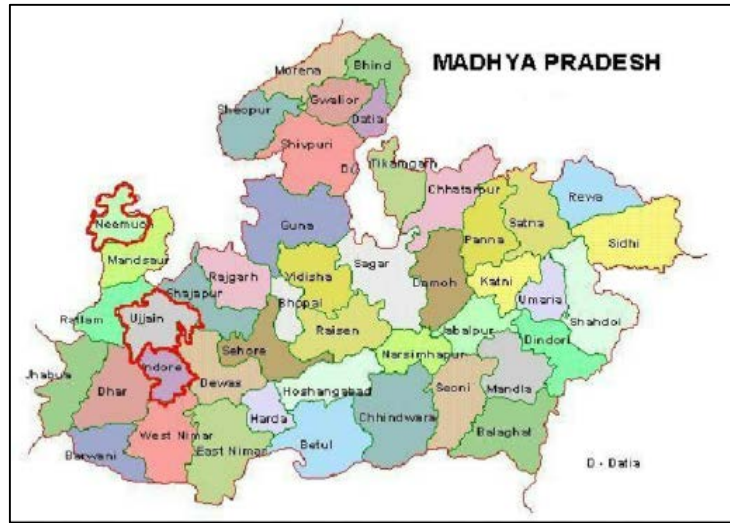 MADHYA PRADESH
Morena
Bhind
Gwalior
Sheopur
Datia
Shivpuri
D
Tikamgarh
Chhatarpur
Rewa
Neemuch
Guna
Panna
Satna
Sidhi
Mandsaur
Rajgarh
Vidisha
Sagar
Damoh
Katni
Shajapur
Umaria
Ratlam
Ujjain
Bhopal
Raisen
Jabalpur
Shahdol
Dindori
Sehore
Narsimhapur
Jhabua
Indore
Dewas
Hoshangabad
Seoni
Mandla
Dhar
Harda
Chhindwara
Balaghat
West Nimar
East Nimar
Betul
Barwani
D - Datia